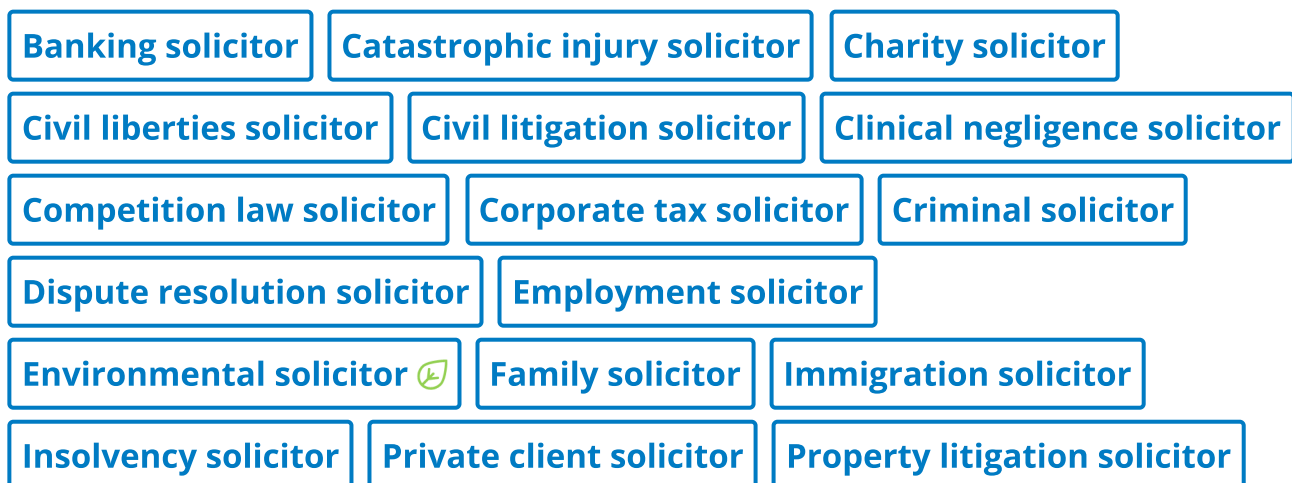 Banking solicitor Catastrophic injury solicitor Charity solicitor
Civil liberties solicitor Civil litigation solicitor Clinical negligence solicitor
Competition law solicitor Corporate tax solicitor Criminal solicitor
Dispute resolution solicitor Employment solicitor
Environmental solicitor Family solicitor Immigration solicitor
Insolvency solicitor Private client solicitor Property litigation solicitor